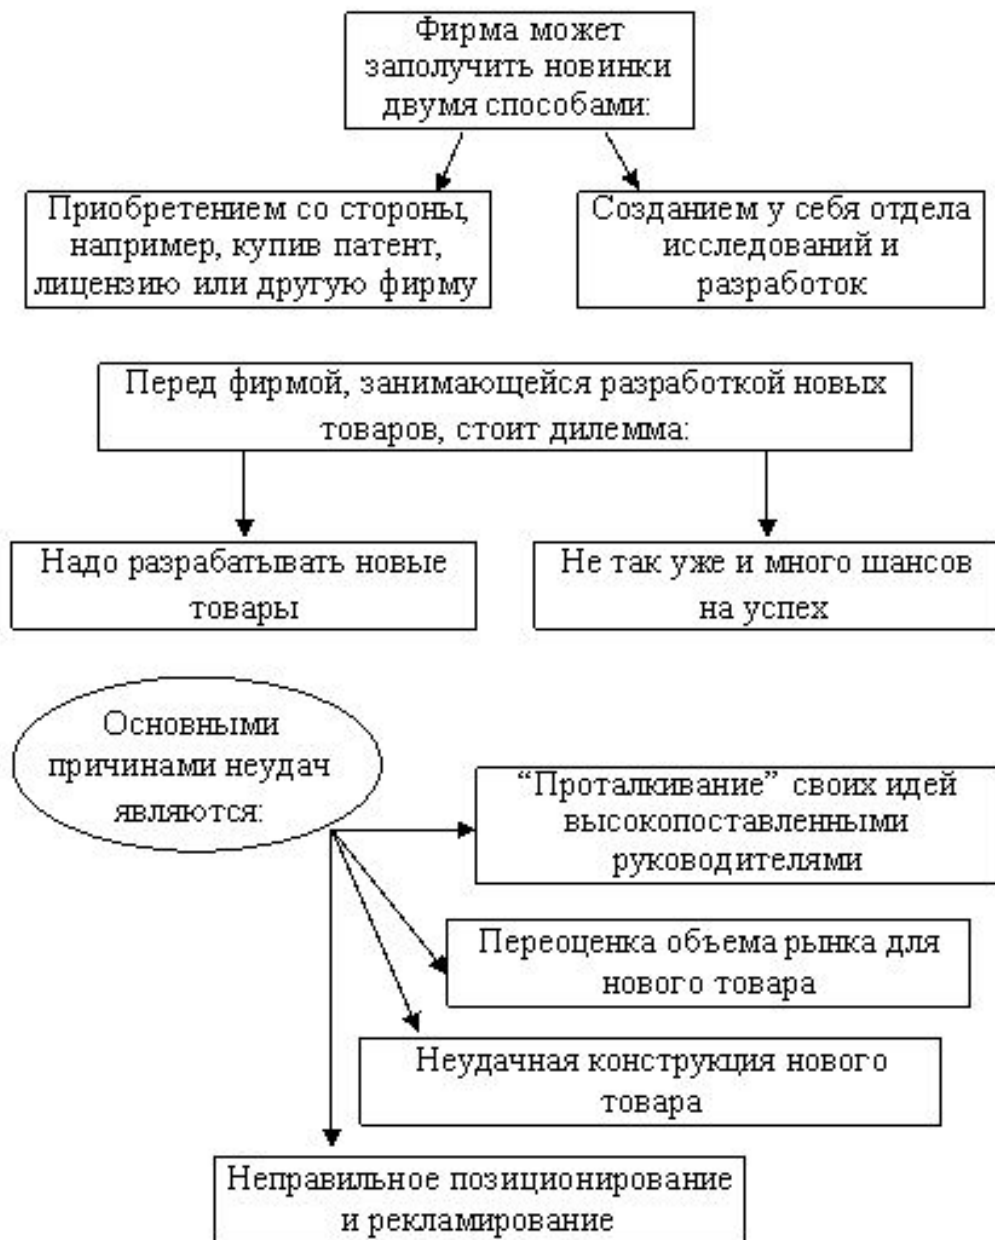 Фирма может
заполучить новинки
двумя способами:
Приобретением со стороны,
например, купив патент,
лицензию или другую фирму
Созданием у себя отдела
исследований и
разработок
Перед фирмой, занимающейся разработкой новых
товаров, стоит дилемма:
Надо разрабатывать новые
товары
Не так уже и много шансов
на успех
Основными
причинами неудач
являются:
“Проталкивание” своих идей
высокопоставленными
руководителями
Переоценка объема рынка для
нового товара
Неудачная конструкция нового
товара
Неправильное позиционирование
и рекламирование